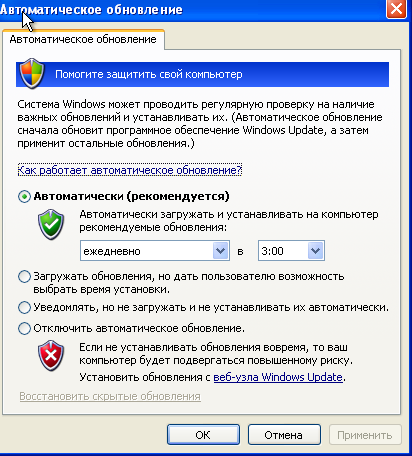 Автоматическое обновление
Автоматическое обновление
Помогите защитить свой компьютер
Система Windows может проводить регулярную проверку на наличие
важных обновлений и устанавливать их. (Автоматическое обновление
сначала обновит программное обеспечение Windows Update, а затем
применит остальные обновления.)
Как работает автоматическое обновление?
Автоматически (рекомендуется)
Автоматически загружать и устанавливать на компьютер
рекомендуемые обновления:
ежедневно в 3:00
Загружать обновления, но дать пользователю возможность
выбрать время установки.
Уведомлять, но не загружать и не устанавливать их автоматически.
Отключить автоматическое обновление.
Если не устанавливать обновления вовремя, то ваш
компьютер будет подвергаться повышенному риску.
Установить обновления с веб-узла Windows Update.
Восстановить скрытые обновления
ОК Отмена Применить